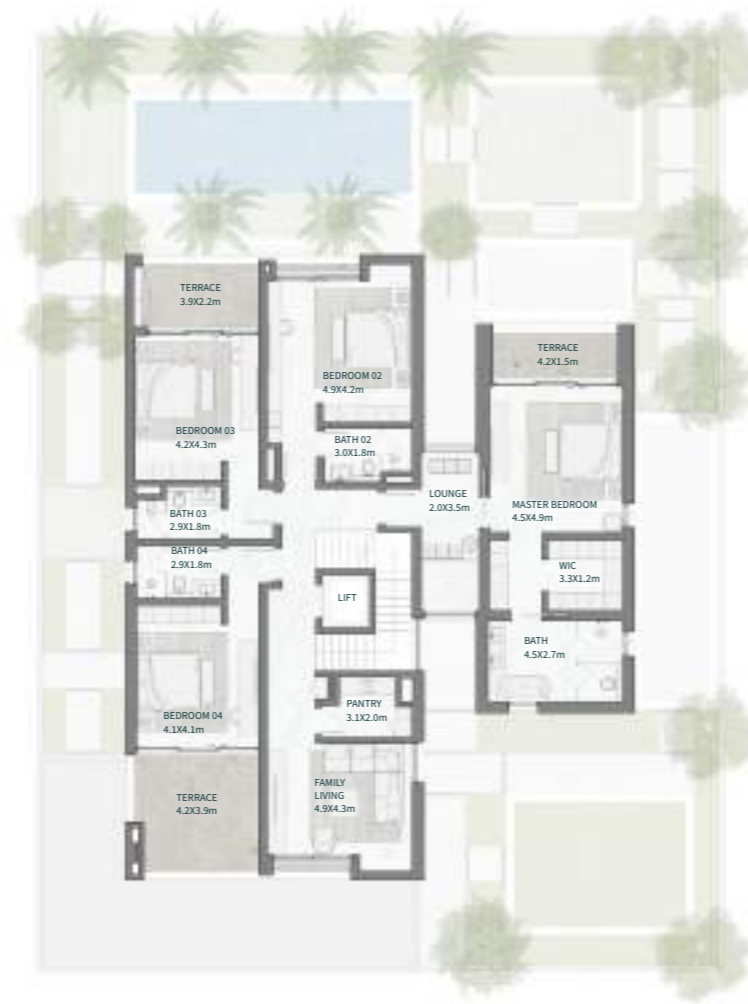 TERRACE
3.9X2.2m
TERRACE
4.2X1.5m
BEDROOM 02
4.9X4.2m
BEDROOM 03
4.2X4.3m
BATH 02
3.0X1.8m
LOUNGE
2.0X3.5m
MASTER BEDROOM
4.5X4.9m
BATH 03
2.9X1.8m
BATH 04
2.9X1.8m
WIC
3.3X1.2m
LIFT
BATH
4.5X2.7m
PANTRY
3.1X2.0m
BEDROOM 04
4.1X4.1m
FAMILY
LIVING
4.9X4.3m
TERRACE
4.2X3.9m